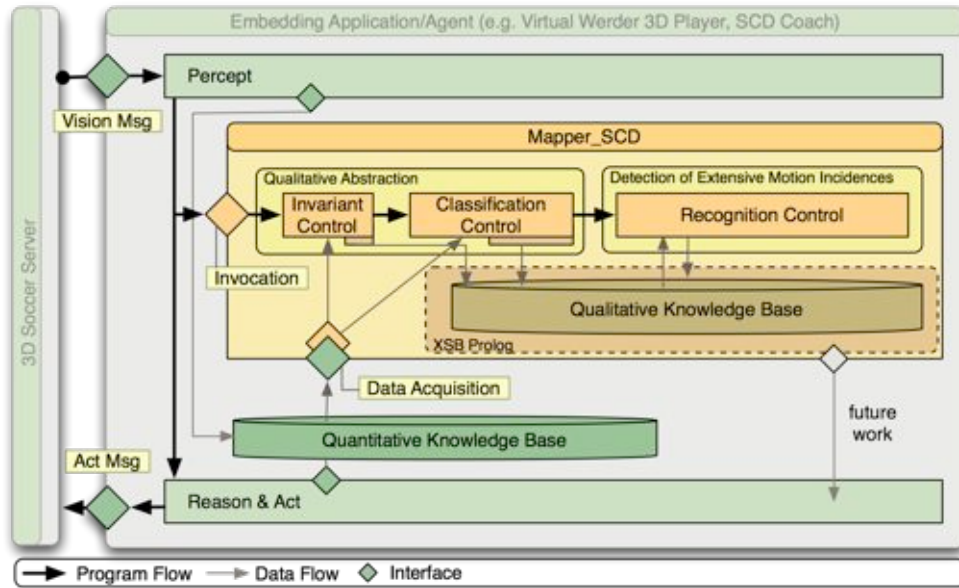 Embedding Application/Agent (e.g. Virtual Werder 3D Player, SCD Coach)
3D Soccer Server
Percept
Vision Msg
Mapper_SCD
Qualitative Abstraction
Detection of Extensive Motion Incidences
Invariant
Control
Classification
Control
Recognition Control
Invocation
Qualitative Knowledge Base
XSB Prolog
Data Acquisition
future
work
Quantitative Knowledge Base
Act Msg
Reason & Act
Program Flow
Data Flow
Interface